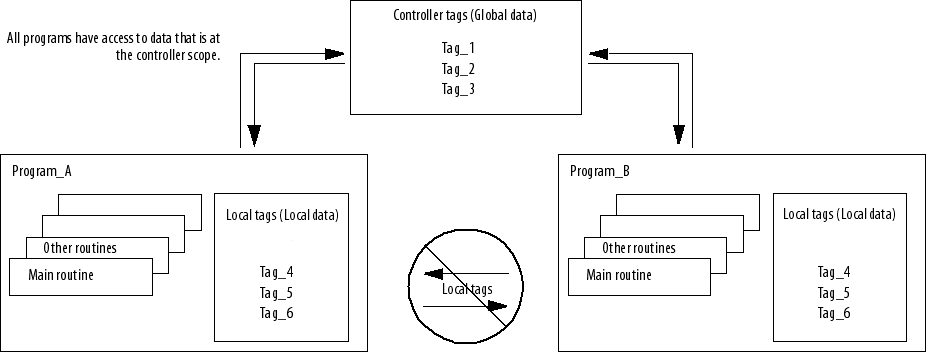 Controller tags (Global data)
All programs have access to data that is at
the controller scope.
Tag_1
Tag_2
Tag_3
Program_A
Local tags (Local data)
Other routines
Main routine
Tag_4
Tag_5
Tag_6
Local tags
Program_B
Local tags (Local data)
Other routines
Main routine
Tag_4
Tag_5
Tag_6